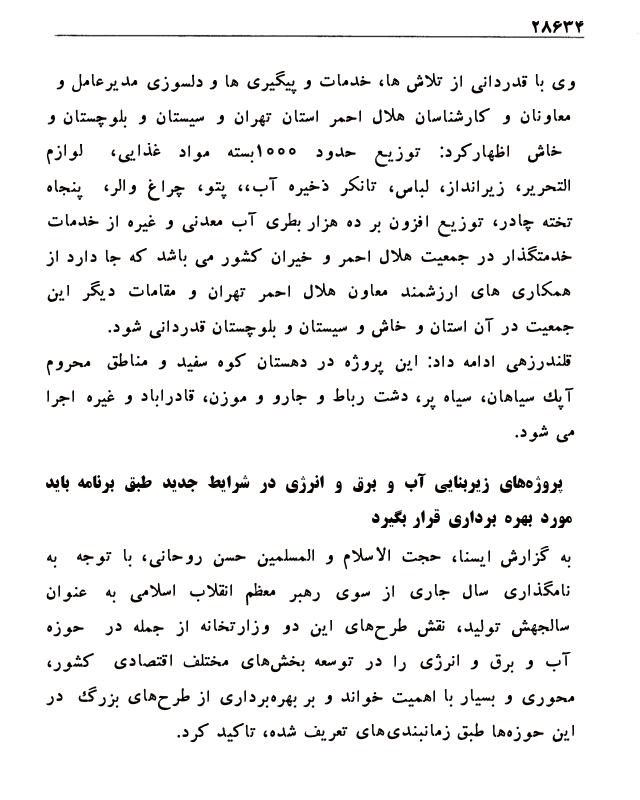 ۲۸۶۳۴
وی با قدردانی از تلاش ها، خدمات و پیگیری ها و دلسوزی مدیرعامل و
معاونان و کارشناسان هلال احمر استان تهران و سیستان و بلوچستان و
خاش اظهارکرد: توزیع حدود ۱۰۰۰بسته مواد غذایی، لوازم
التحریر، زیرانداز، لباس، تانکر ذخیره آب،، پتو، چراغ والر، پنجاه
تخته چادر، توزیع افزون بر ده هزار بطری آب معدنی و غیره از خدمات
خدمتگذار در جمعیت هلال احمر و خیران کشور می باشد که جا دارد از
همکاری های ارزشمند معاون هلال احمر تهران و مقامات دیگر این
جمعیت در آن استان و خاش و سیستان و بلوچستان قدردانی شود.
قلندرزهی ادامه داد: این پروژه در دهستان کوه سفید و مناطق محروم
آپک سیاهان، سیاه پر، دشت رباط و جارو و موزن، قادراباد و غیره اجرا
می شود.
پروژه‌های زیربنایی آب و برق و انرژی در شرایط جدید طبق برنامه باید
مورد بهره برداری قرار بگیرد
به گزارش ایسنا، حجت الاسلام و المسلمین حسن روحانی، با توجه به
نامگذاری سال جاری از سوی رهبر معظم انقلاب اسلامی به عنوان
سالجهش تولید، نقش طرح‌های این دو وزارتخانه از جمله در حوزه
آب و برق و انرژی را در توسعه بخش‌های مختلف اقتصادی کشور،
محوری و بسیار با اهمیت خواند و بر بهره‌برداری از طرح‌های بزرگ در
این حوزه‌ها طبق زمانبندی‌های تعریف شده، تاکید کرد.